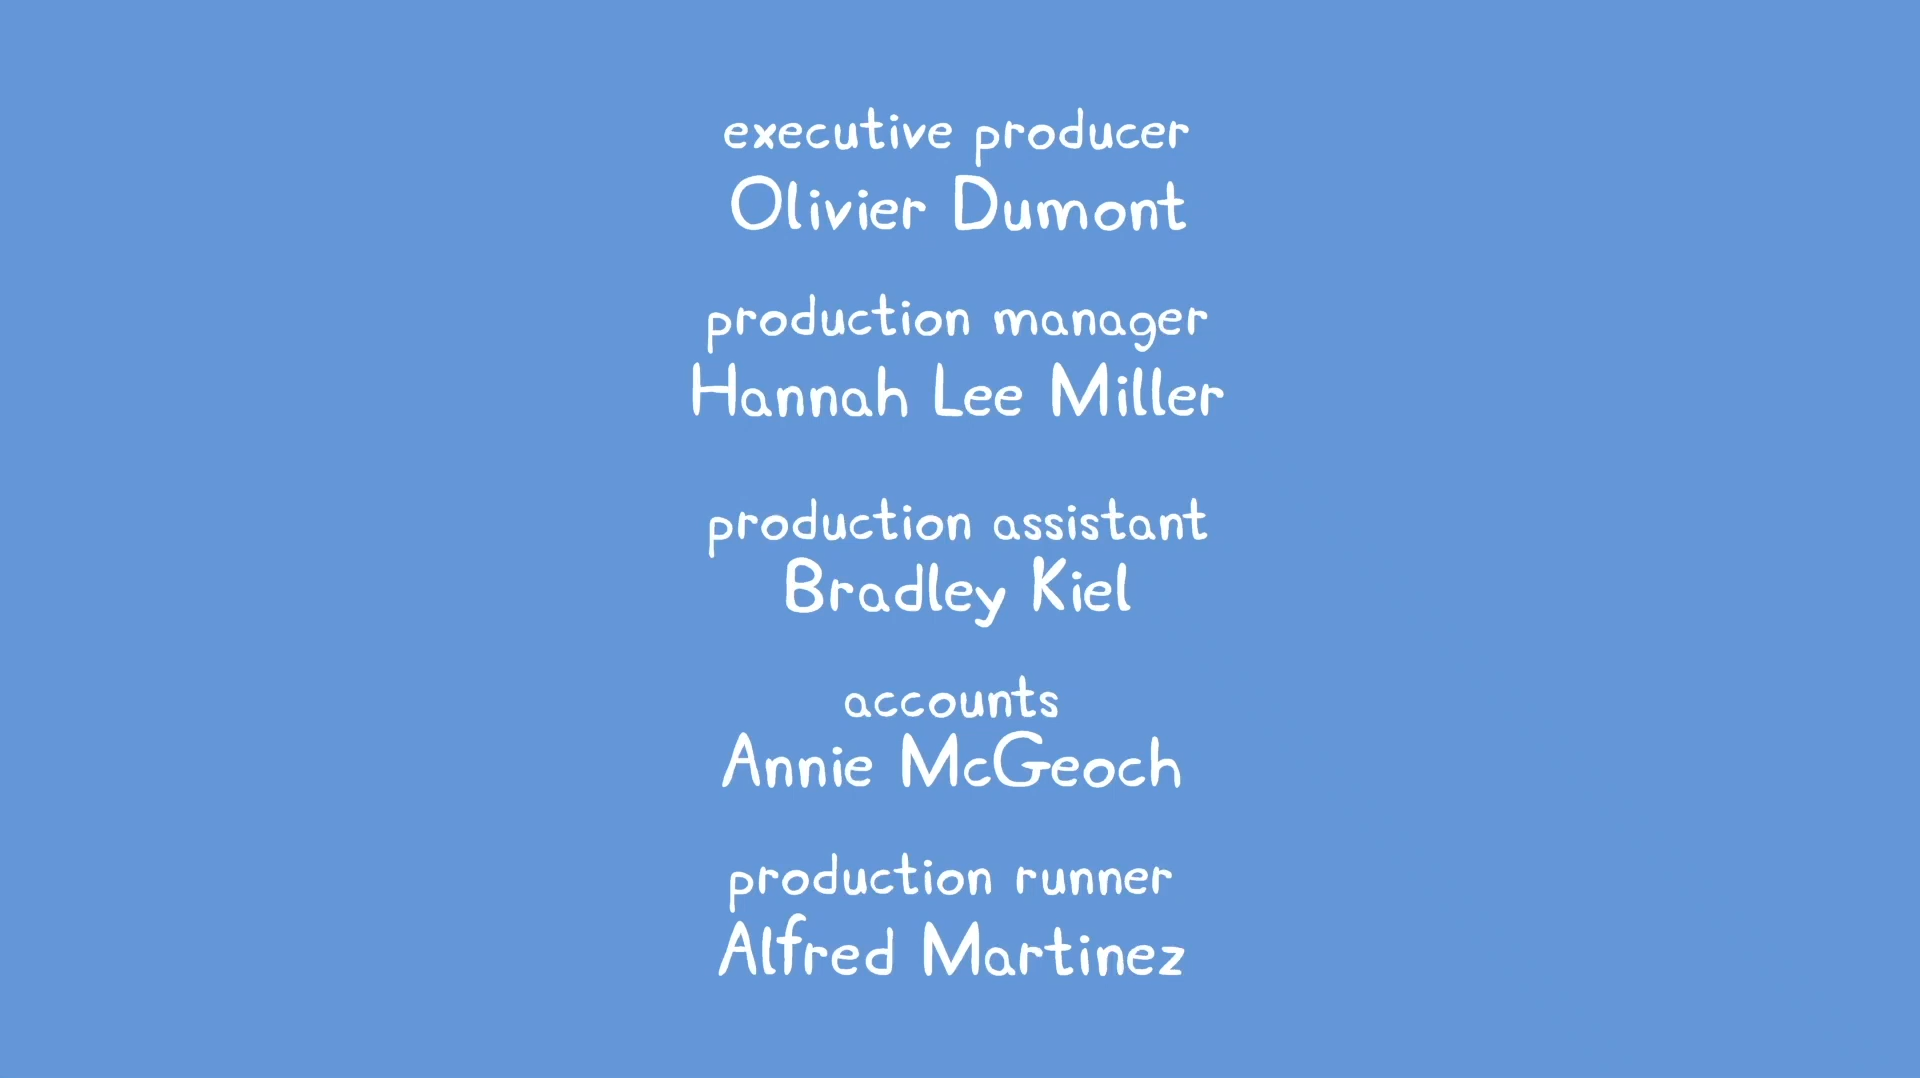 executive producer
Olivier Dumont
production manager
Hannah Lee Miller
production assistant
Bradley Kiel
accounts
Annie McGeoch
production runner
Alfred Martinez